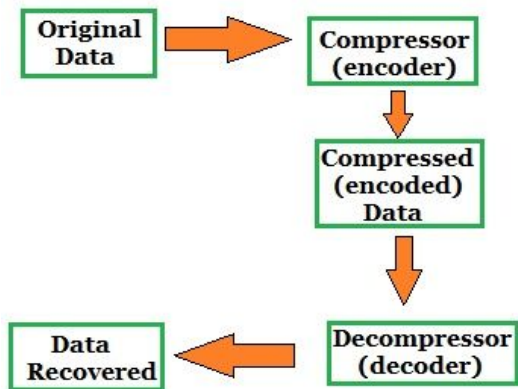 Original
Data
Compressor
(encoder)
Compressed
(encoded)
Data
Decompressor
(decoder)
Data
Recovered